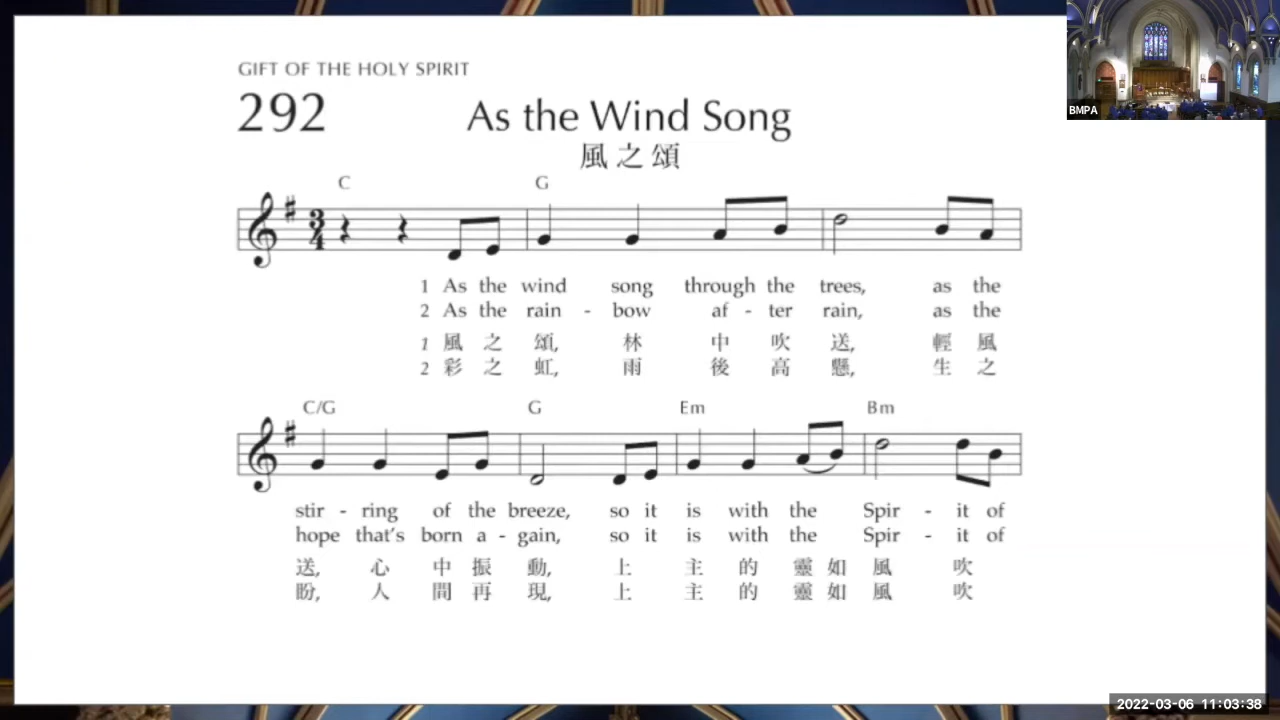 GIFT OF THE HOLY SPIRIT
292 As the Wind Song
風之頌
C G
3
4
1 As the wind song through the trees, as the
2 As the rain - bow af - ter rain, as the
1 風 之 頌, 林 中 吹 送, 輕 風
2 彩 之 虹, 雨 後 高 懸, 生 之
C/G G Em Bm
stir - ring of the breeze, so it is with the Spir - it of
hope that's born a - gain, so it is with the Spir - it of
送, 心 中 振 動, 上 主 的 靈 如 風 吹
盼, 人 間 再 現, 上 主 的 靈 如 風 吹
BMPA
2022-03-06 11:03:38